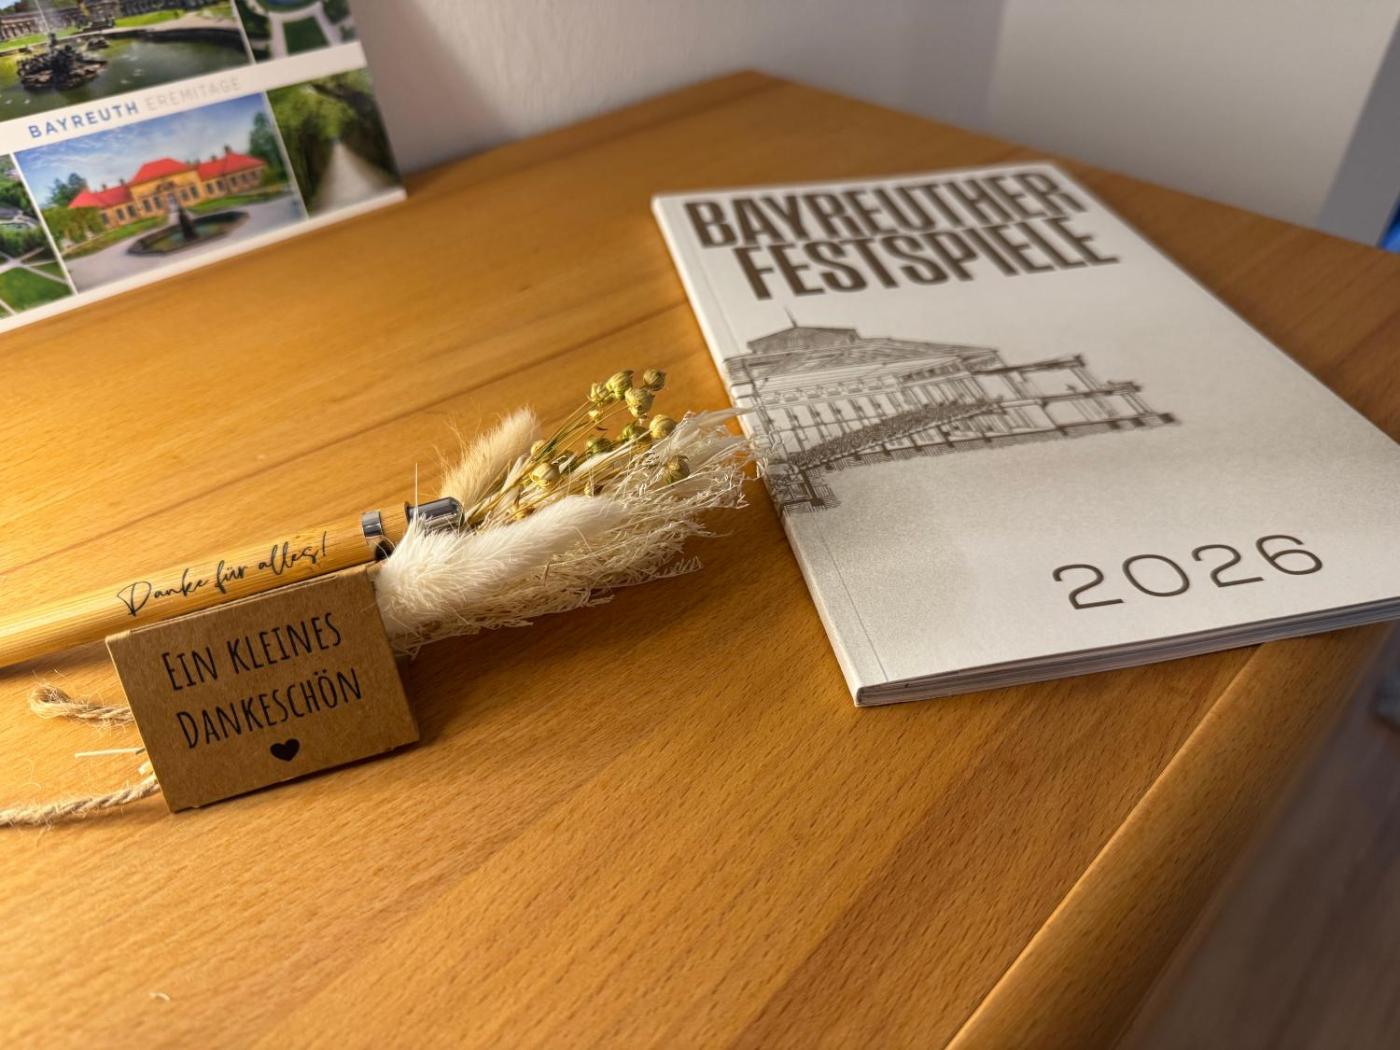 BAYREUTH EREMITAGE
BAYREUTHER
FESTSPIELE
2026
Danke für alles!
EIN KLEINES
DANKESCHÖN